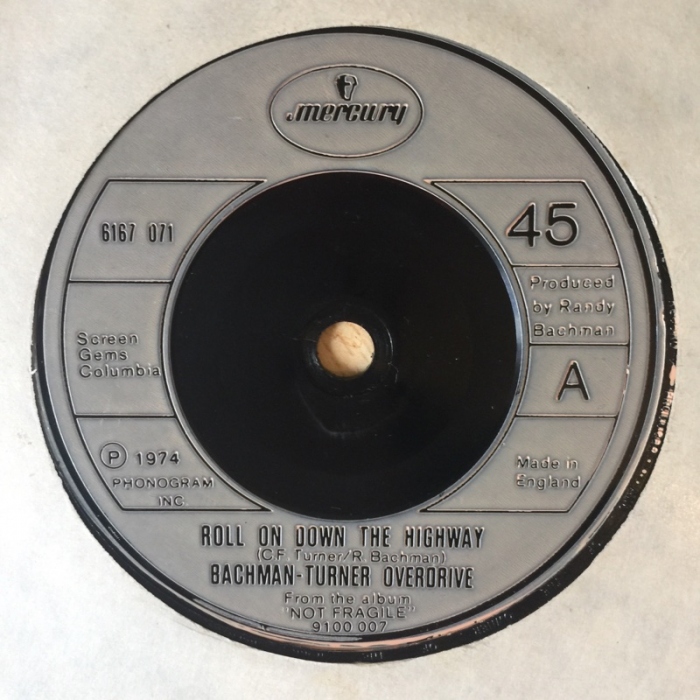 mercury
6167 071
45
Produced
by Randy
Bachman
Screen
Gems
Columbia
A
Ⓟ 1974
PHONOGRAM
INC.
Made in
England
ROLL ON DOWN THE HIGHWAY
(C.F. Turner/R. Bachman)
BACHMAN-TURNER OVERDRIVE
From the album
"NOT FRAGILE"
9100 007